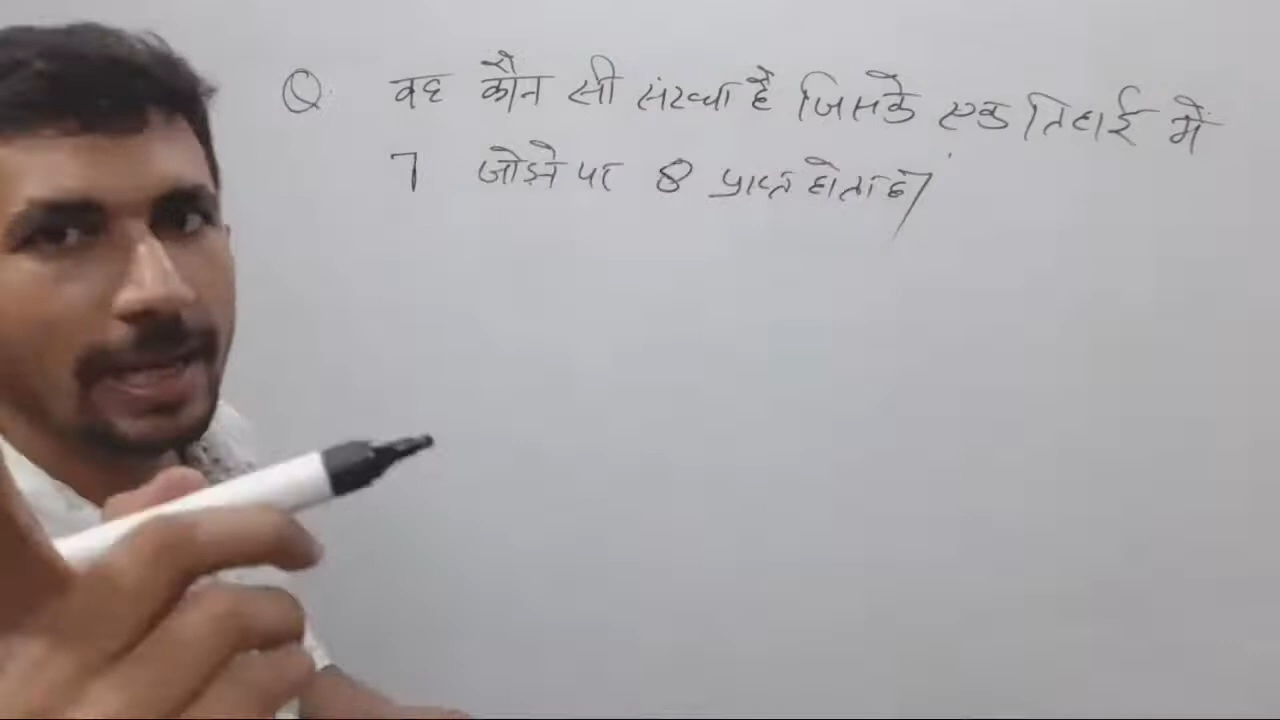 Q. वह कौन सी संख्या है जिसके एक तिहाई में
7 जोड़ने पर 8 प्राप्त होता है